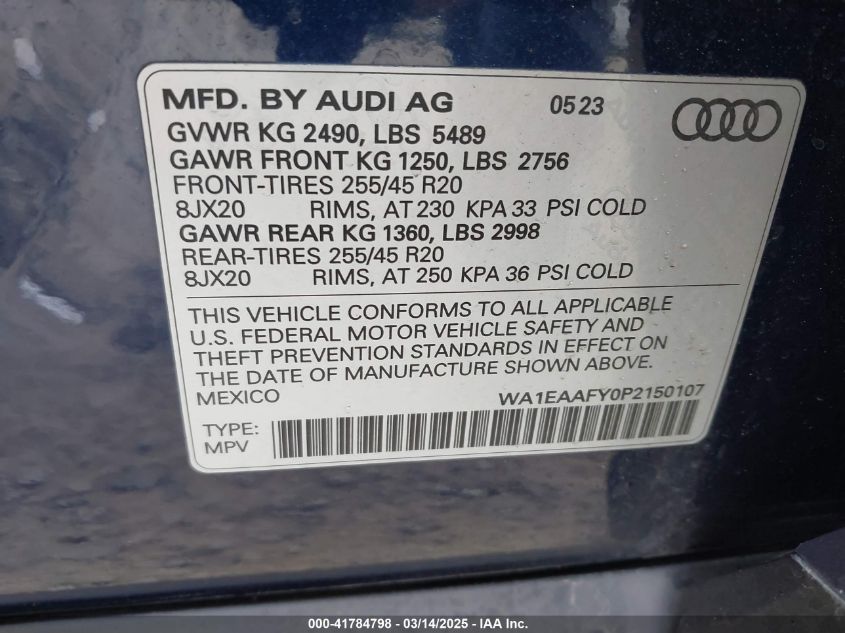 MFD. BY AUDI AG 0523
GVWR KG 2490, LBS 5489
GAWR FRONT KG 1250, LBS 2756
FRONT-TIRES 255/45 R20
8JX20 RIMS, AT 230 KPA 33 PSI COLD
GAWR REAR KG 1360, LBS 2998
REAR-TIRES 255/45 R20
8JX20 RIMS, AT 250 KPA 36 PSI COLD
THIS VEHICLE CONFORMS TO ALL APPLICABLE
U.S. FEDERAL MOTOR VEHICLE SAFETY AND
THEFT PREVENTION STANDARDS IN EFFECT ON
THE DATE OF MANUFACTURE SHOWN ABOVE.
MEXICO WA1EAAFY0P2150107
TYPE:
MPV
000-41784798 - 03/14/2025 - IAAI.com